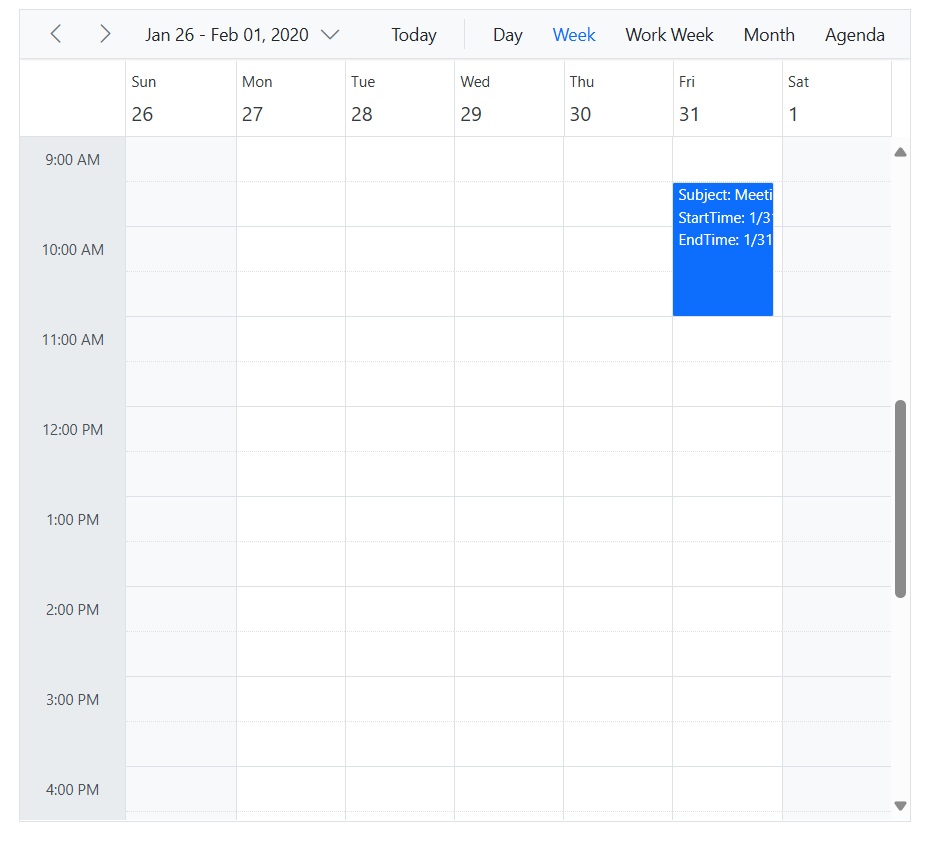 Jan 26 - Feb 01, 2020 Today Day Week Work Week Month Agenda
Sun Mon Tue Wed Thu Fri Sat
26 27 28 29 30 31 1
9:00 AM
Subject: Meeti
StartTime: 1/3
EndTime: 1/31
10:00 AM
11:00 AM
12:00 PM
1:00 PM
2:00 PM
3:00 PM
4:00 PM